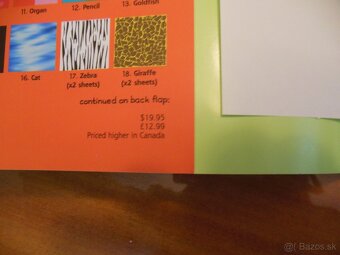 11. Organ 12. Pencil 13. Goldfish
16. Cat 17. Zebra 18. Giraffe
(x2 sheets) (x2 sheets)
continued on back flap:
$19.95
£12.99
Priced higher in Canada
© Bazos.sk